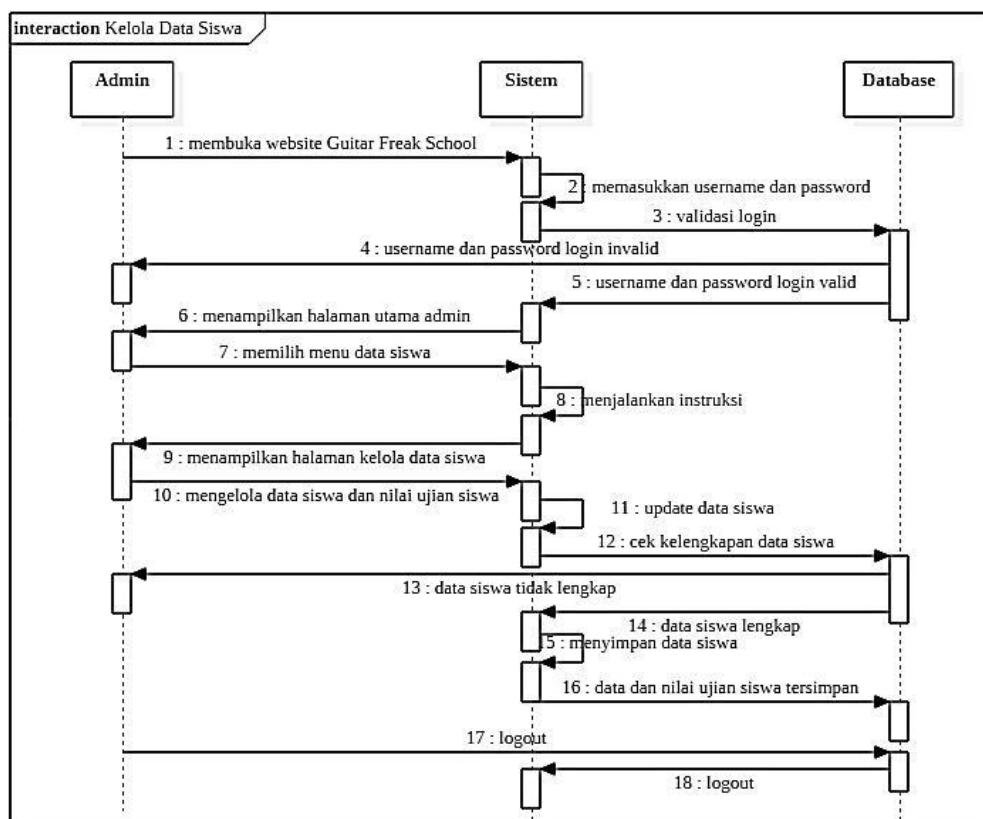 interaction Kelola Data Siswa
Admin
Sistem
Database
1 : membuka website Guitar Freak School
2 : memasukkan username dan password
3 : validasi login
4 : username dan password login invalid
5 : username dan password login valid
6 : menampilkan halaman utama admin
7 : memilih menu data siswa
8 : menjalankan instruksi
9 : menampilkan halaman kelola data siswa
10 : mengelola data siswa dan nilai ujian siswa
11 : update data siswa
12 : cek kelengkapan data siswa
13 : data siswa tidak lengkap
14 : data siswa lengkap
15 : menyimpan data siswa
16 : data dan nilai ujian siswa tersimpan
17 : logout
18 : logout